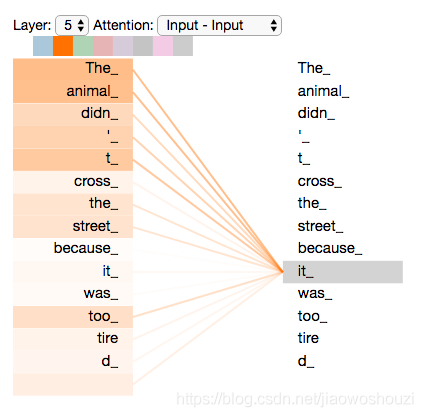 Layer: 5 Attention: Input - Input
The_ The_
animal_ animal_
didn_ didn_
'_ '_
t_ t_
cross_ cross_
the_ the_
street_ street_
because_ because_
it_ it_
was_ was_
too_ too_
tire tire
d_ d_
https://blog.csdn.net/jiaowoshouzi